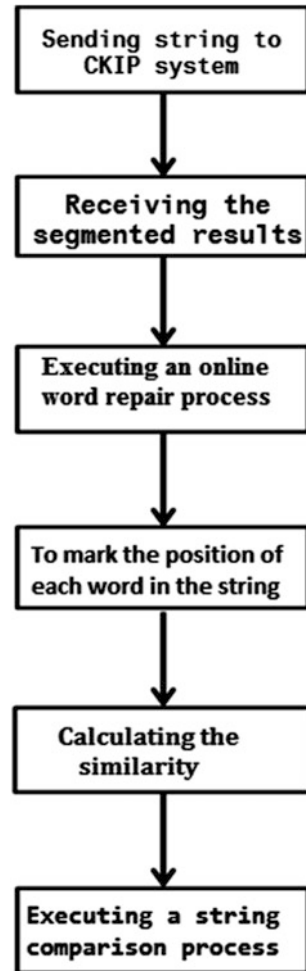 Sending string to
CKIP system
Receiving the
segmented results
Executing an online
word repair process
To mark the position of
each word in the string
Calculating the
similarity
Executing a string
comparison process